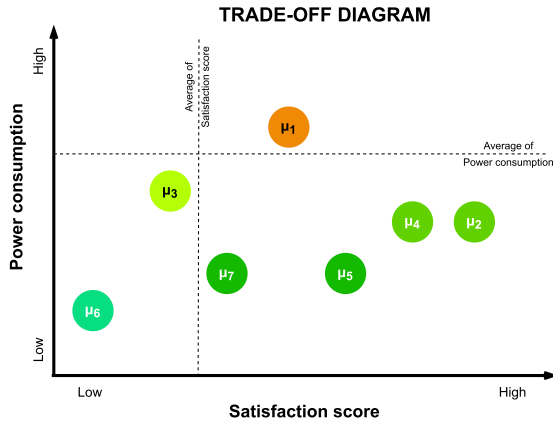 TRADE-OFF DIAGRAM
High
Average of
Satisfaction score
μ1
Average of
Power consumption
Power consumption
μ3
μ4
μ2
μ7
μ5
μ6
Low
Low
High
Satisfaction score